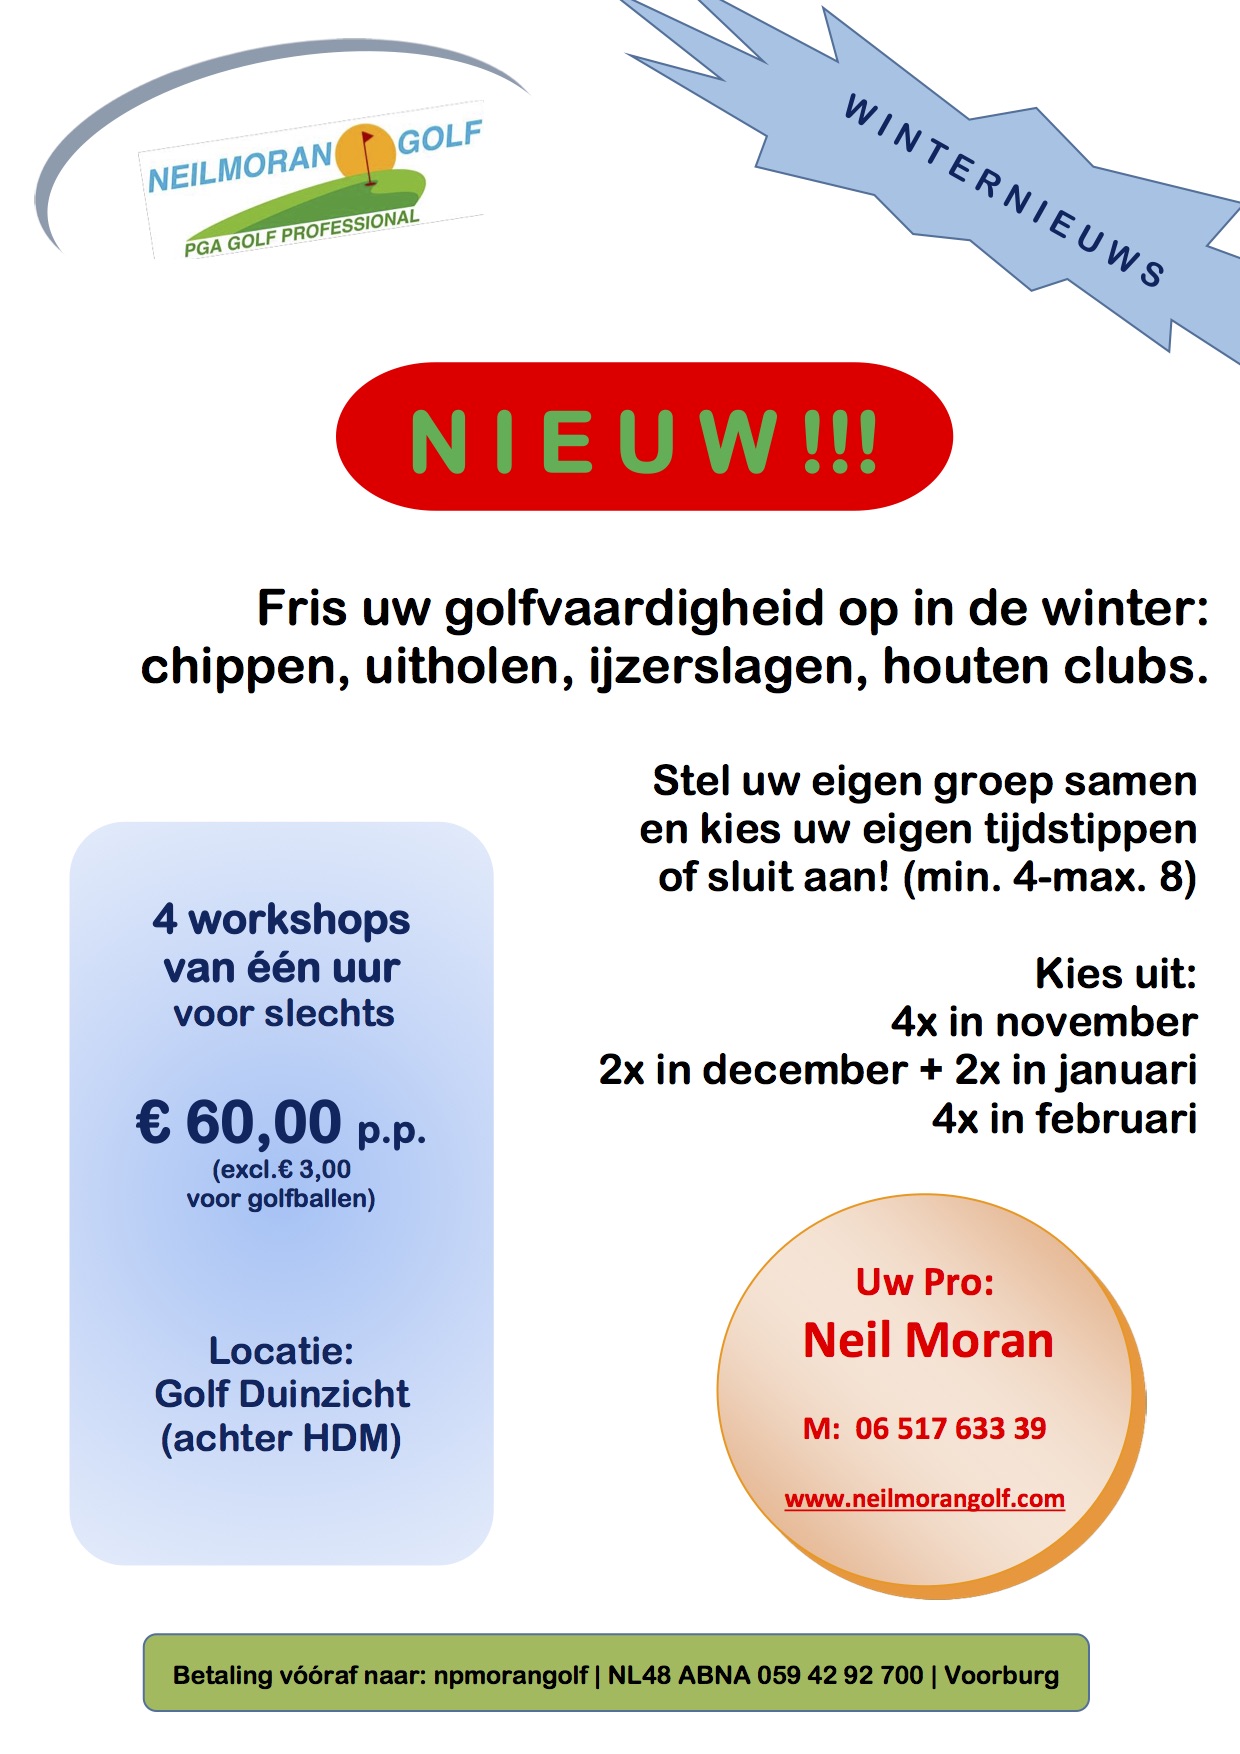 NEILMORAN GOLF
PGA GOLF PROFESSIONAL
WINTERNIEUWS
NIEUW!!!
Fris uw golfvaardigheid op in de winter:
chippen, uitholen, ijzerslagen, houten clubs.
Stel uw eigen groep samen
en kies uw eigen tijdstippen
of sluit aan! (min. 4-max. 8)
Kies uit:
4x in november
2x in december + 2x in januari
4x in februari
4 workshops
van één uur
voor slechts
€ 60,00 p.p.
(excl.€ 3,00
voor golfballen)
Locatie:
Golf Duinzicht
(achter HDM)
Uw Pro:
Neil Moran
M: 06 517 633 39
www.neilmorangolf.com
Betaling vóóraf naar: npmorangolf | NL48 ABNA 059 42 92 700 | Voorburg